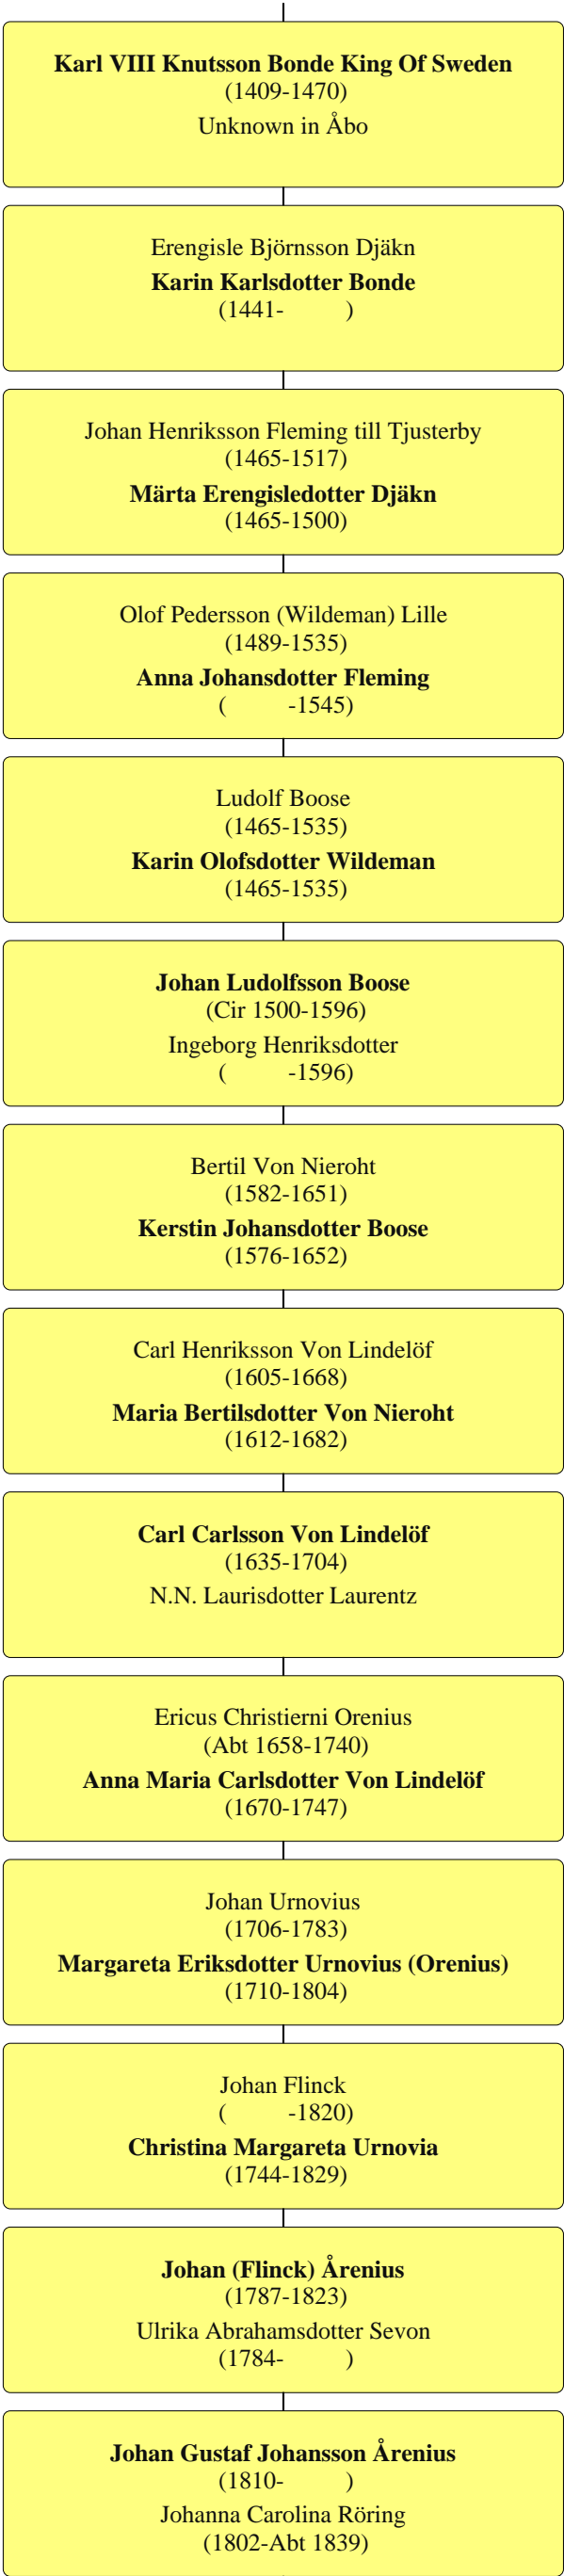 Karl VIII Knutsson Bonde King Of Sweden
(1409-1470)
Unknown in Åbo
Erengisle Björnsson Djäkn
Karin Karlsdotter Bonde
(1441- )
Johan Henriksson Fleming till Tjusterby
(1465-1517)
Märta Erengisledotter Djäkn
(1465-1500)
Olof Pedersson (Wildeman) Lille
(1489-1535)
Anna Johansdotter Fleming
( -1545)
Ludolf Boose
(1465-1535)
Karin Olofsdotter Wildeman
(1465-1535)
Johan Ludolfsson Boose
(Cir 1500-1596)
Ingeborg Henriksdotter
( -1596)
Bertil Von Nieroht
(1582-1651)
Kerstin Johansdotter Boose
(1576-1652)
Carl Henriksson Von Lindelöf
(1605-1668)
Maria Bertilsdotter Von Nieroht
(1612-1682)
Carl Carlsson Von Lindelöf
(1635-1704)
N.N. Laurisdotter Laurentz
Ericus Christierni Orenius
(Abt 1658-1740)
Anna Maria Carlsdotter Von Lindelöf
(1670-1747)
Johan Urnovius
(1706-1783)
Margareta Eriksdotter Urnovius (Orenius)
(1710-1804)
Johan Flinck
( -1820)
Christina Margareta Urnovia
(1744-1829)
Johan (Flinck) Årenius
(1787-1823)
Ulrika Abrahamsdotter Sevon
(1784- )
Johan Gustaf Johansson Årenius
(1810- )
Johanna Carolina Röring
(1802-Abt 1839)